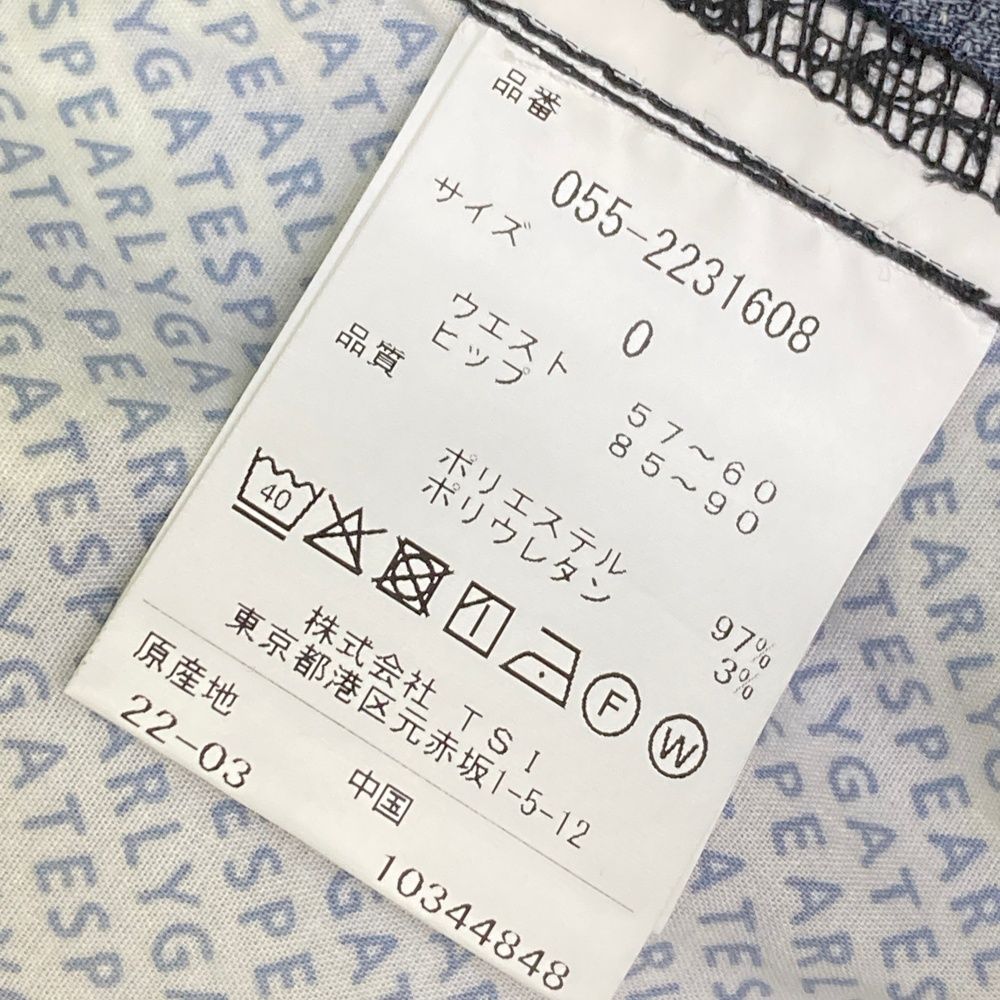 品番
055-2231608
サイズ
0
ウエスト 57~60
ヒップ 85~90
品質
ポリエステル 97%
ポリウレタン 3%
40
F W
株式会社 TSI
東京都港区元赤坂1-5-12
原産地 中国
22-03 10344848
PEARLYGATES PEARLYGATES